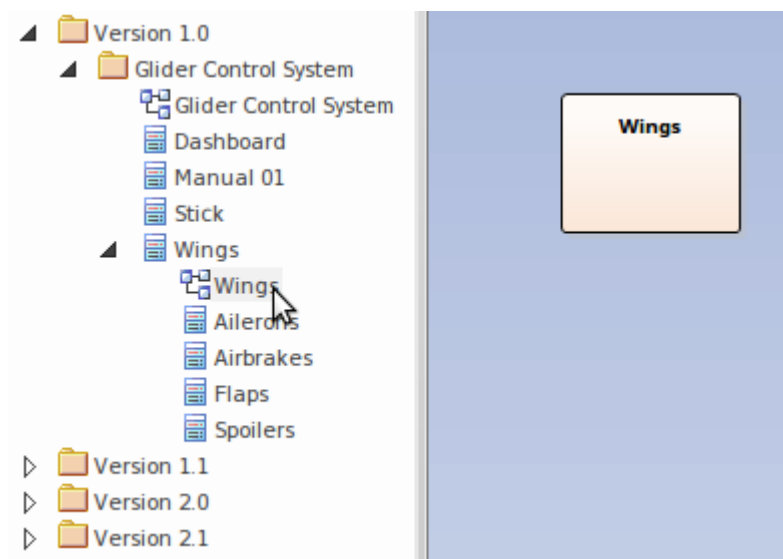 Version 1.0
Glider Control System
Glider Control System
Dashboard
Manual 01
Stick
Wings
Wings
Ailerons
Airbrakes
Flaps
Spoilers
Version 1.1
Version 2.0
Version 2.1
Wings